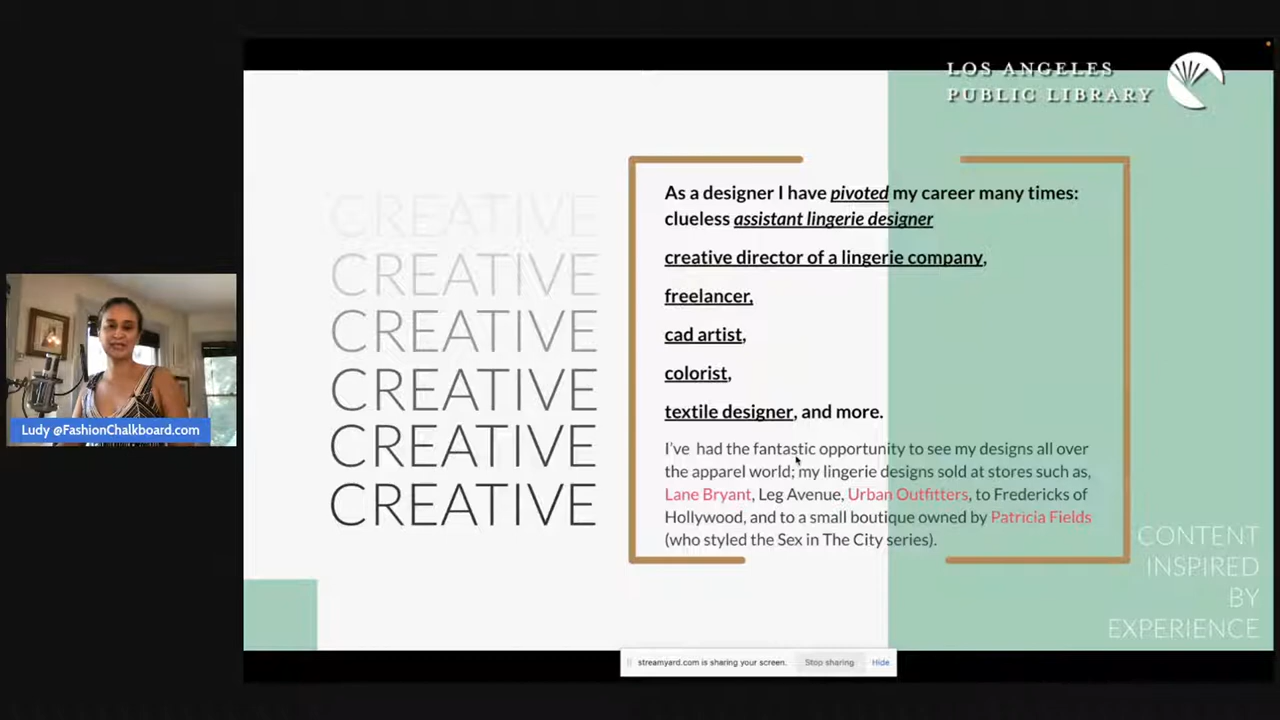 LOS ANGELES
PUBLIC LIBRARY
CREATIVE
CREATIVE
CREATIVE
CREATIVE
CREATIVE
CREATIVE
As a designer I have pivoted my career many times:
clueless assistant lingerie designer
creative director of a lingerie company,
freelancer,
cad artist,
colorist,
textile designer, and more.
I've had the fantastic opportunity to see my designs all over
the apparel world; my lingerie designs sold at stores such as,
Lane Bryant, Leg Avenue, Urban Outfitters, to Fredericks of
Hollywood, and to a small boutique owned by Patricia Fields
(who styled the Sex in The City series).
CONTENT
INSPIRED
BY
EXPERIENCE
Ludy @FashionChalkboard.com
streamyard.com is sharing your screen. Stop sharing Hide